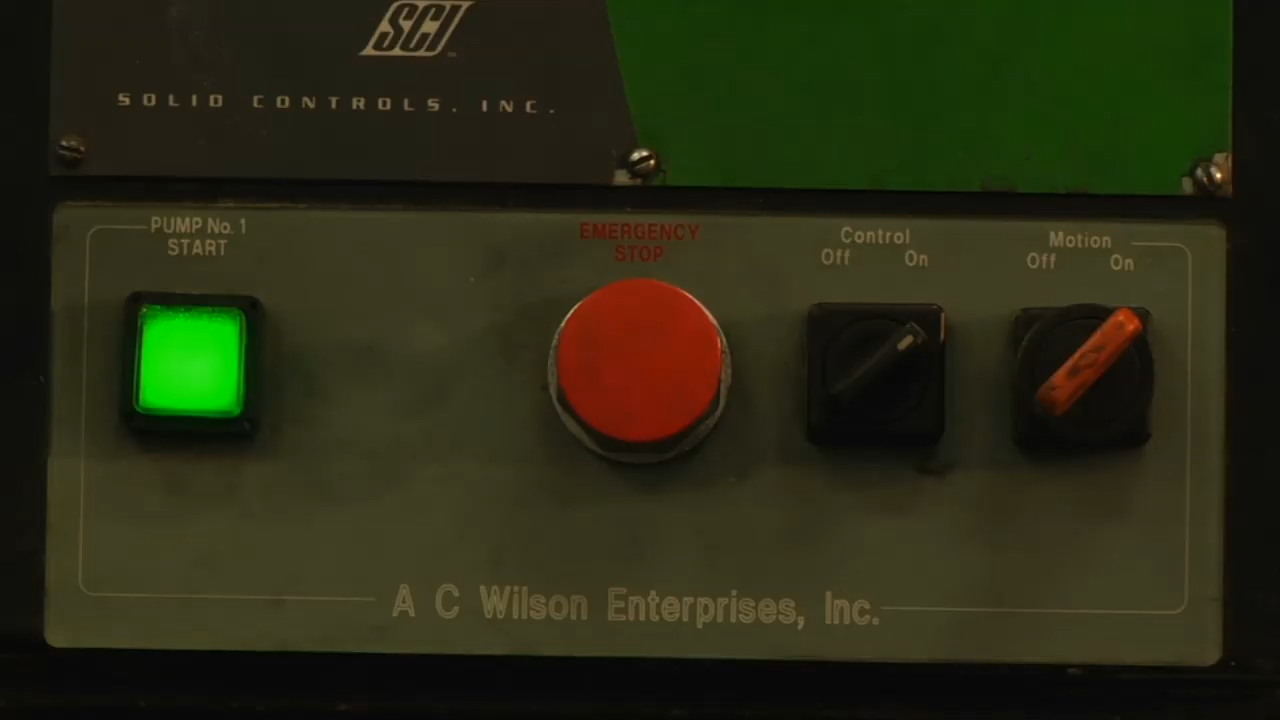 SCI
SOLID CONTROLS, INC.
PUMP No. 1
START
EMERGENCY
STOP
Control
Off On
Motion
Off On
A C Wilson Enterprises, Inc.